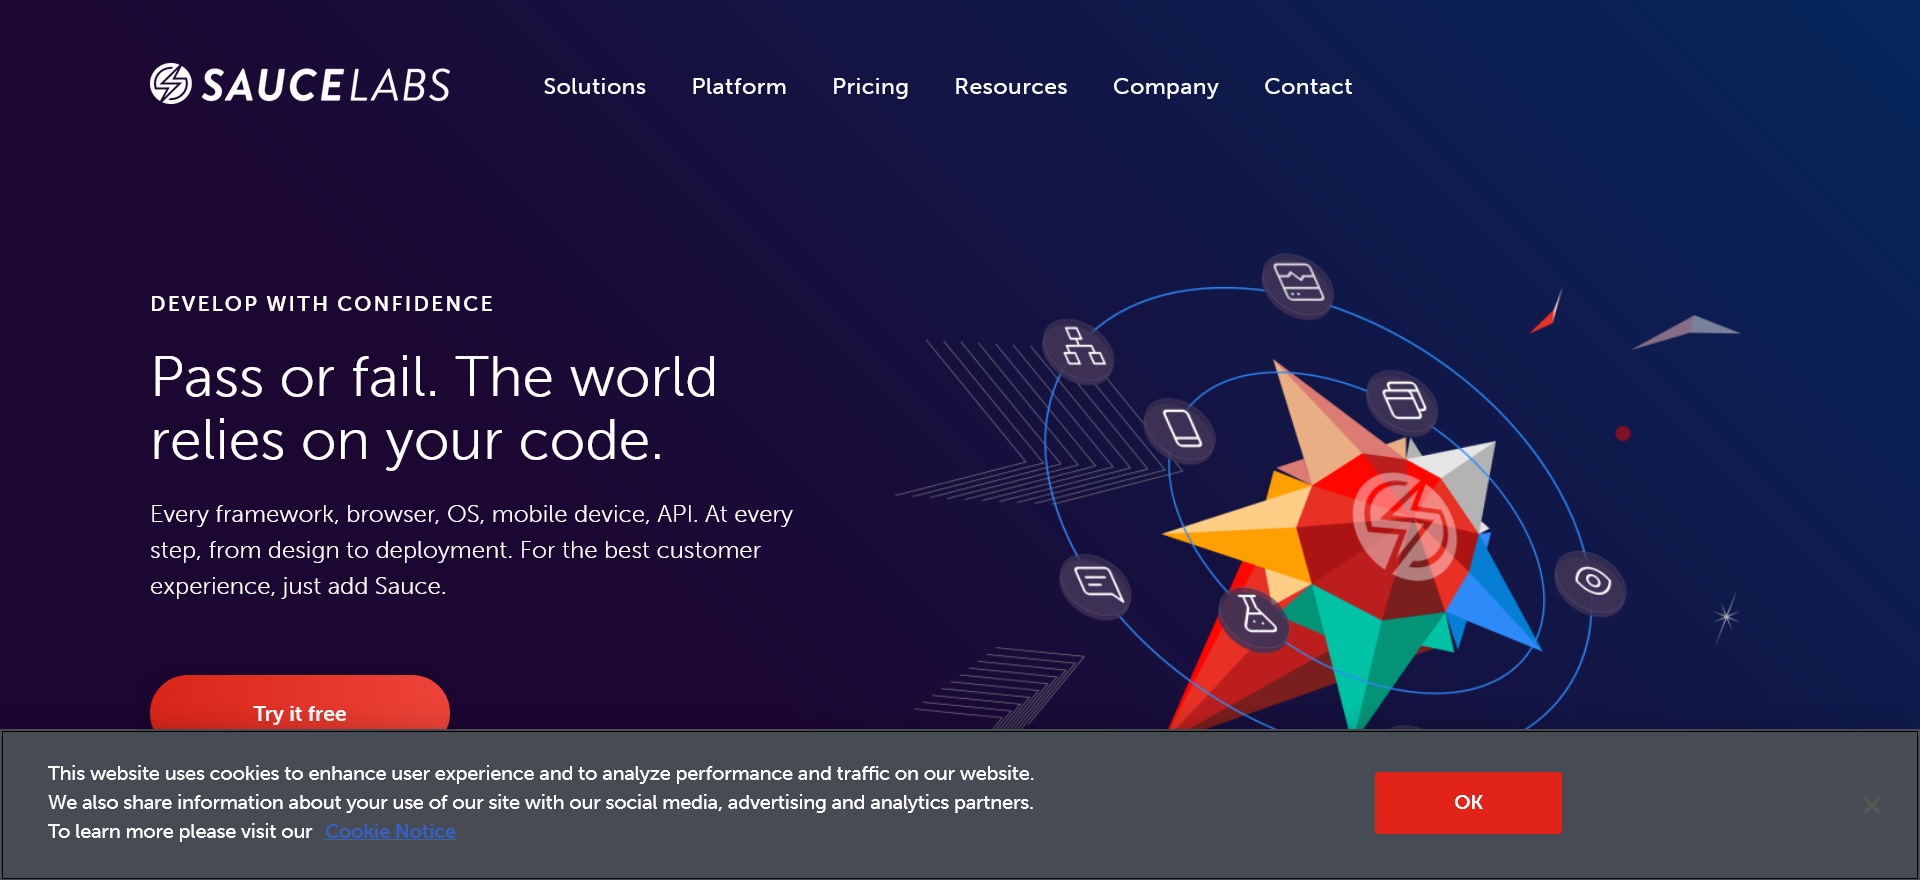 SAUCELABS
Solutions Platform Pricing Resources Company Contact
DEVELOP WITH CONFIDENCE
Pass or fail. The world
relies on your code.
Every framework, browser, OS, mobile device, API. At every
step, from design to deployment. For the best customer
experience, just add Sauce.
Try it free
This website uses cookies to enhance user experience and to analyze performance and traffic on our website.
We also share information about your use of our site with our social media, advertising and analytics partners.
To learn more please visit our Cookie Notice
OK